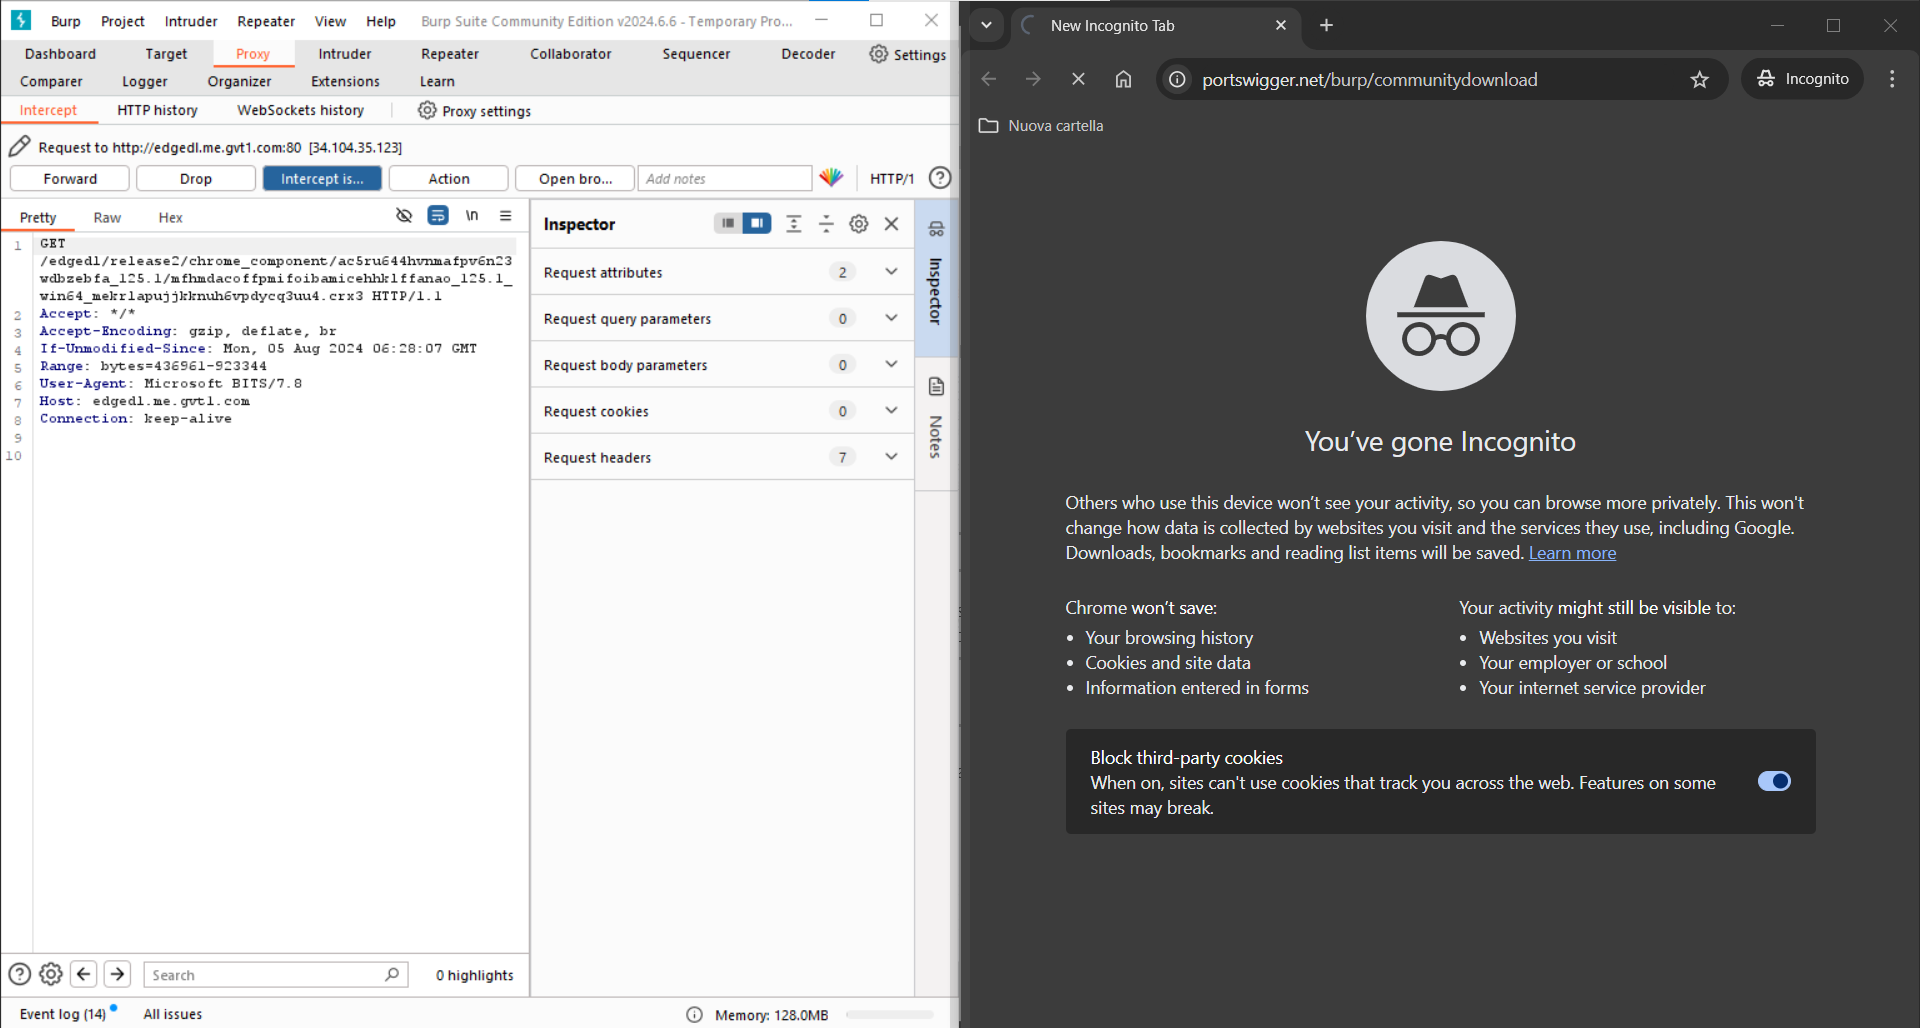 Burp Project Intruder Repeater View Help Burp Suite Community Edition v2024.6.6 - Temporary Pro...
Dashboard Target Proxy Intruder Repeater Collaborator Sequencer Decoder Settings
Comparer Logger Organizer Extensions Learn
Intercept HTTP history WebSockets history Proxy settings
Request to http://edgedl.me.gvt1.com:80 [34.104.35.123]
Forward Drop Intercept is... Action Open bro... Add notes HTTP/1
Pretty Raw Hex \n
1 GET
/edgedl/release2/chrome_component/ac5ru644hvnmafpv6n23
wdbzebfa_125.1/mfhmdacoffpmifoibamicehhklffanao_125.1_
win64_mekrlapujjkknuh6vpdycq3uu4.crx3 HTTP/1.1
2 Accept: */*
3 Accept-Encoding: gzip, deflate, br
4 If-Unmodified-Since: Mon, 05 Aug 2024 06:28:07 GMT
5 Range: bytes=436961-923344
6 User-Agent: Microsoft BITS/7.8
7 Host: edgedl.me.gvt1.com
8 Connection: keep-alive
9
10
Inspector
Request attributes 2
Request query parameters 0
Request body parameters 0
Request cookies 0
Request headers 7
Inspector
Notes
Search 0 highlights
Event log (14) All issues Memory: 128.0MB
New Incognito Tab
portswigger.net/burp/communitydownload Incognito
Nuova cartella
You’ve gone Incognito
Others who use this device won’t see your activity, so you can browse more privately. This won't
change how data is collected by websites you visit and the services they use, including Google.
Downloads, bookmarks and reading list items will be saved. Learn more
Chrome won’t save:
• Your browsing history
• Cookies and site data
• Information entered in forms
Your activity might still be visible to:
• Websites you visit
• Your employer or school
• Your internet service provider
Block third-party cookies
When on, sites can't use cookies that track you across the web. Features on some
sites may break.